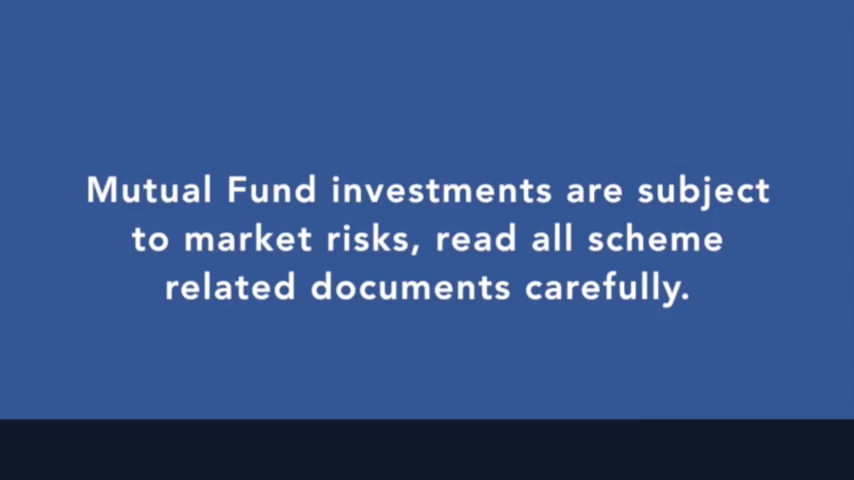 Mutual Fund investments are subject
to market risks, read all scheme
related documents carefully.